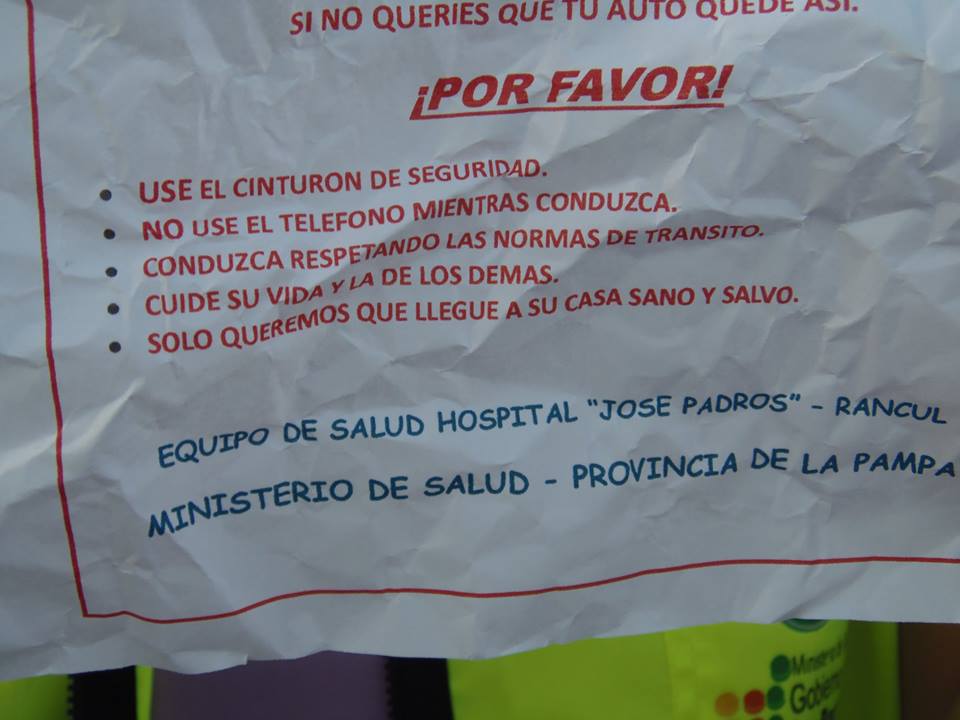 SI NO QUERIES QUE TU AUTO QUEDE ASI.
¡POR FAVOR!
• USE EL CINTURON DE SEGURIDAD.
• NO USE EL TELEFONO MIENTRAS CONDUZCA.
• CONDUZCA RESPETANDO LAS NORMAS DE TRANSITO.
• CUIDE SU VIDA Y LA DE LOS DEMAS.
• SOLO QUEREMOS QUE LLEGUE A SU CASA SANO Y SALVO.
EQUIPO DE SALUD HOSPITAL "JOSE PADROS" - RANCUL
MINISTERIO DE SALUD - PROVINCIA DE LA PAMPA